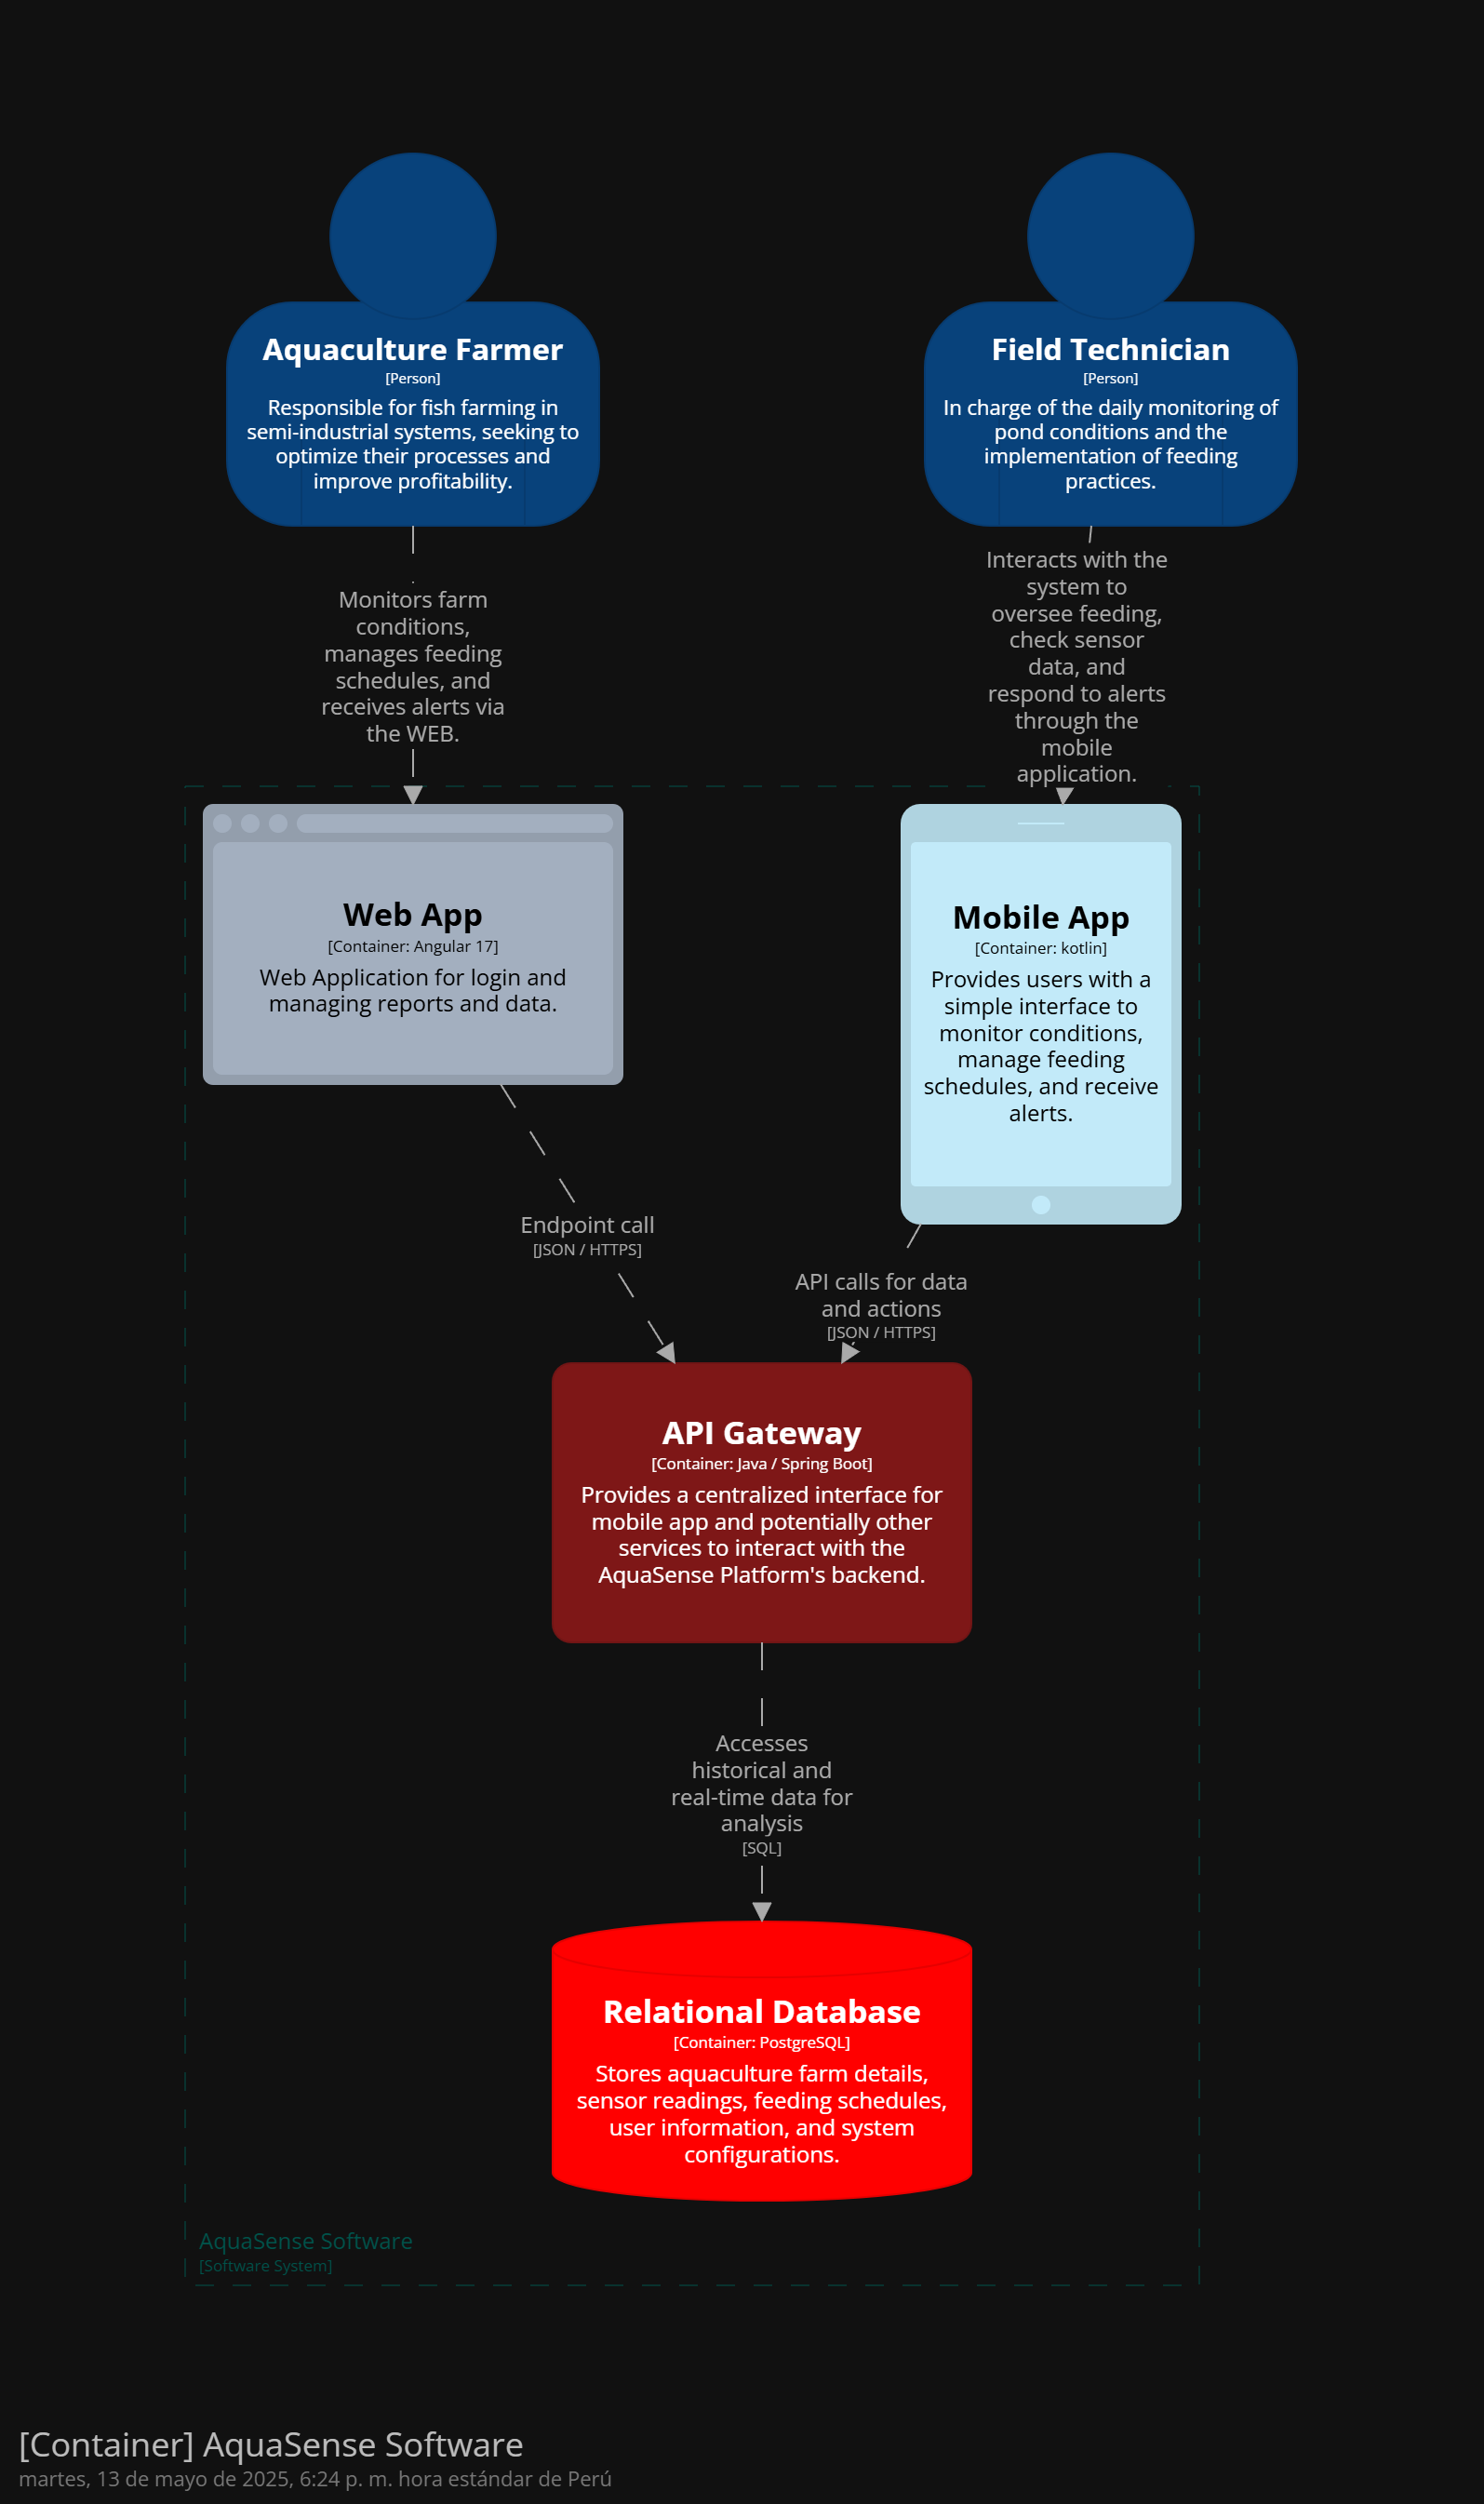 Aquaculture Farmer
[Person]
Responsible for fish farming in
semi-industrial systems, seeking to
optimize their processes and
improve profitability.
Field Technician
[Person]
In charge of the daily monitoring of
pond conditions and the
implementation of feeding
practices.
Monitors farm
conditions,
manages feeding
schedules, and
receives alerts via
the WEB.
Interacts with the
system to
oversee feeding,
check sensor
data, and
respond to alerts
through the
mobile
application.
Web App
[Container: Angular 17]
Web Application for login and
managing reports and data.
Mobile App
[Container: kotlin]
Provides users with a
simple interface to
monitor conditions,
manage feeding
schedules, and receive
alerts.
Endpoint call
[JSON / HTTPS]
API calls for data
and actions
[JSON / HTTPS]
API Gateway
[Container: Java / Spring Boot]
Provides a centralized interface for
mobile app and potentially other
services to interact with the
AquaSense Platform's backend.
Accesses
historical and
real-time data for
analysis
[SQL]
Relational Database
[Container: PostgreSQL]
Stores aquaculture farm details,
sensor readings, feeding schedules,
user information, and system
configurations.
AquaSense Software
[Software System]
[Container] AquaSense Software
martes, 13 de mayo de 2025, 6:24 p. m. hora estándar de Perú